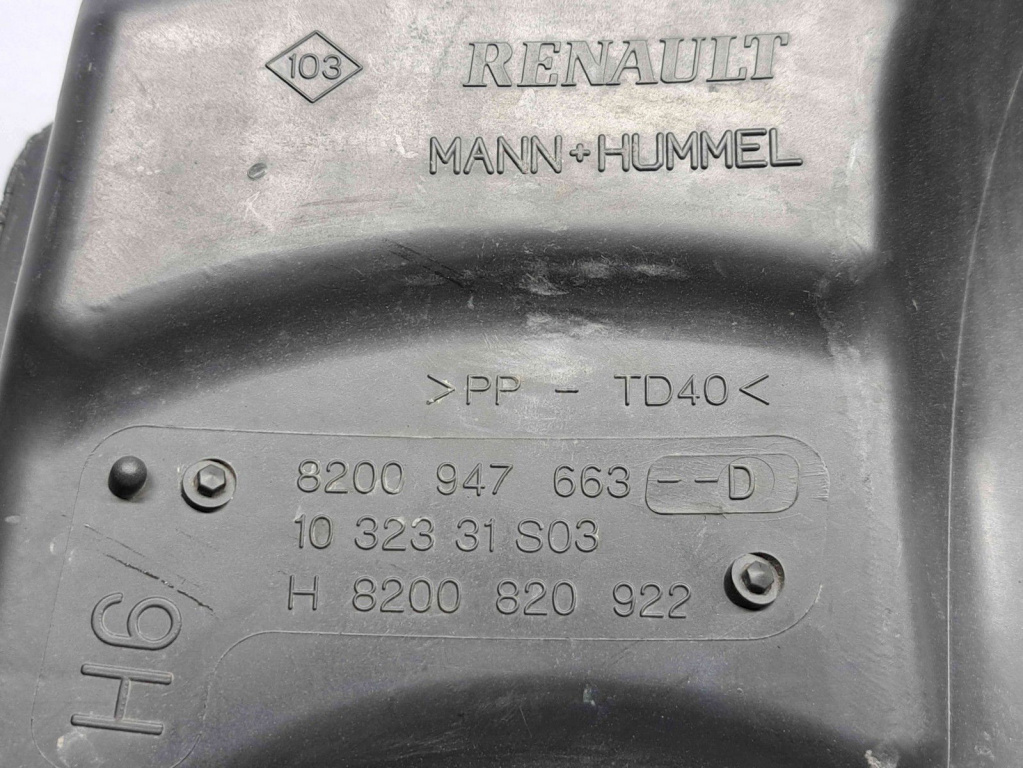 103
RENAULT
MANN+HUMMEL
>PP - TD40<
8200 947 663--D
10 323 31 S03
H 8200 820 922
H6